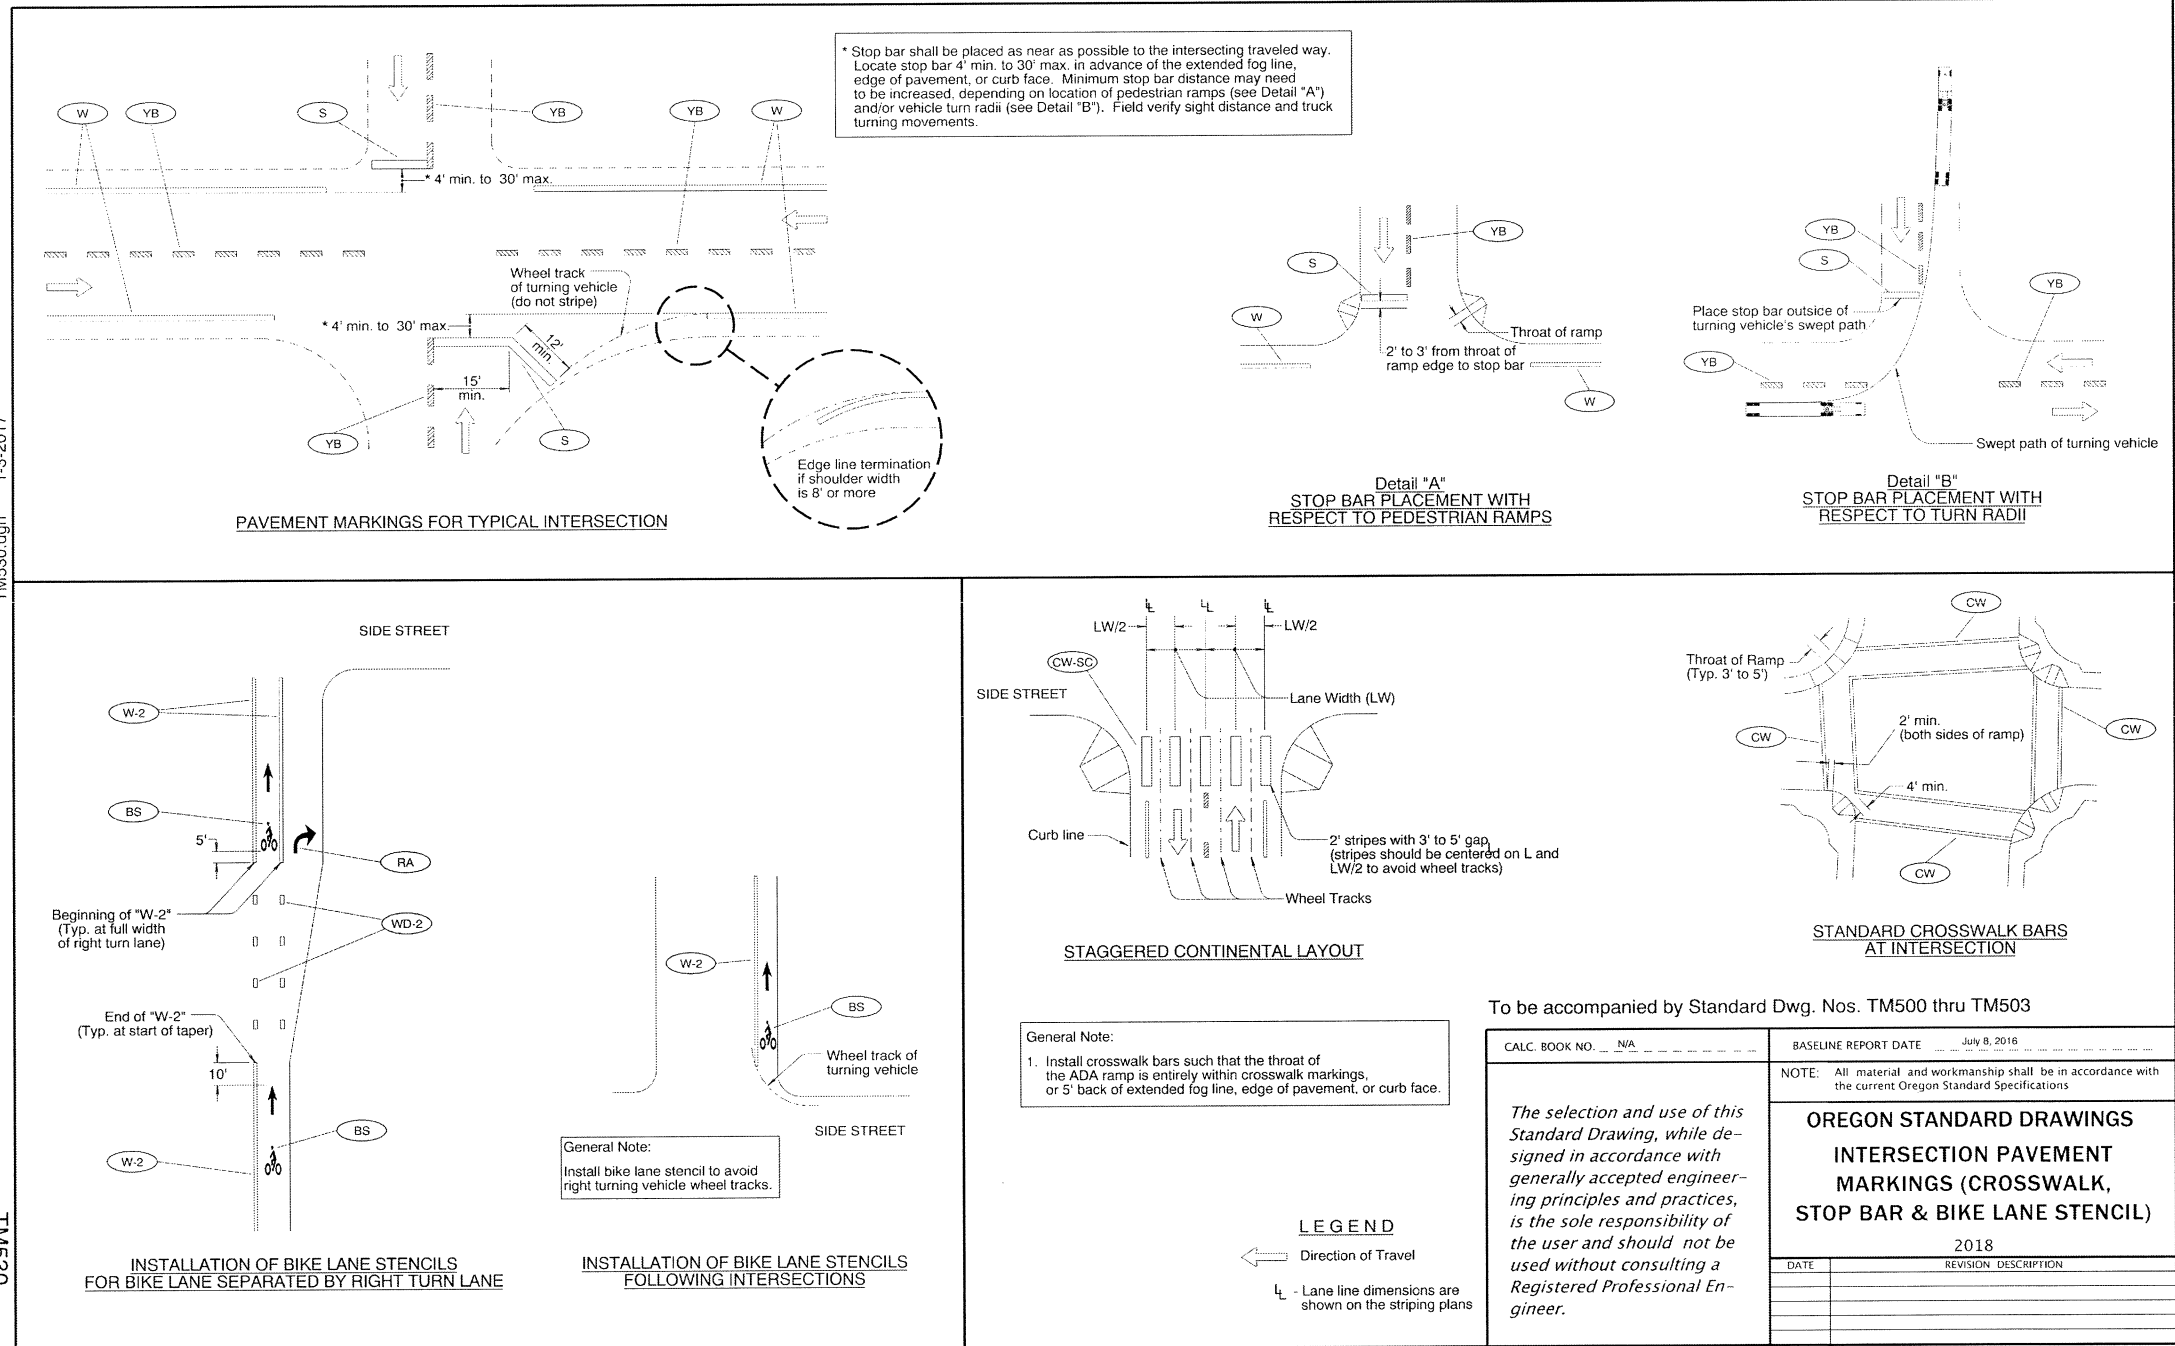 * Stop bar shall be placed as near as possible to the intersecting traveled way.
Locate stop bar 4' min. to 30' max. in advance of the extended fog line,
edge of pavement, or curb face. Minimum stop bar distance may need
to be increased, depending on location of pedestrian ramps (see Detail "A")
and/or vehicle turn radii (see Detail "B"). Field verify sight distance and truck
turning movements.
W
YB
S
YB
YB
W
* 4' min. to 30' max.
Wheel track
of turning vehicle
(do not stripe)
* 4' min. to 30' max.
12'
min.
15'
min.
YB
S
Edge line termination
if shoulder width
is 8' or more
PAVEMENT MARKINGS FOR TYPICAL INTERSECTION
YB
S
W
Throat of ramp
2' to 3' from throat of
ramp edge to stop bar
W
Detail "A"
STOP BAR PLACEMENT WITH
RESPECT TO PEDESTRIAN RAMPS
YB
S
YB
Place stop bar outside of
turning vehicle's swept path
YB
Swept path of turning vehicle
Detail "B"
STOP BAR PLACEMENT WITH
RESPECT TO TURN RADII
SIDE STREET
W-2
BS
5'
RA
Beginning of "W-2"
(Typ. at full width
of right turn lane)
WD-2
End of "W-2"
(Typ. at start of taper)
10'
BS
W-2
INSTALLATION OF BIKE LANE STENCILS
FOR BIKE LANE SEPARATED BY RIGHT TURN LANE
W-2
BS
Wheel track of
turning vehicle
SIDE STREET
General Note:
Install bike lane stencil to avoid
right turning vehicle wheel tracks.
INSTALLATION OF BIKE LANE STENCILS
FOLLOWING INTERSECTIONS
LW/2
LW/2
CW-SC
SIDE STREET
Lane Width (LW)
Curb line
2' stripes with 3' to 5' gap
(stripes should be centered on L and
LW/2 to avoid wheel tracks)
Wheel Tracks
STAGGERED CONTINENTAL LAYOUT
CW
Throat of Ramp
(Typ. 3' to 5')
2' min.
(both sides of ramp)
CW
CW
4' min.
CW
STANDARD CROSSWALK BARS
AT INTERSECTION
General Note:
1. Install crosswalk bars such that the throat of
the ADA ramp is entirely within crosswalk markings,
or 5' back of extended fog line, edge of pavement, or curb face.
LEGEND
Direction of Travel
- Lane line dimensions are
shown on the striping plans
To be accompanied by Standard Dwg. Nos. TM500 thru TM503
CALC. BOOK NO. N/A
BASELINE REPORT DATE July 8, 2016
NOTE: All material and workmanship shall be in accordance with
the current Oregon Standard Specifications
The selection and use of this
Standard Drawing, while de-
signed in accordance with
generally accepted engineer-
ing principles and practices,
is the sole responsibility of
the user and should not be
used without consulting a
Registered Professional En-
gineer.
OREGON STANDARD DRAWINGS
INTERSECTION PAVEMENT
MARKINGS (CROSSWALK,
STOP BAR & BIKE LANE STENCIL)
2018
DATE
REVISION DESCRIPTION